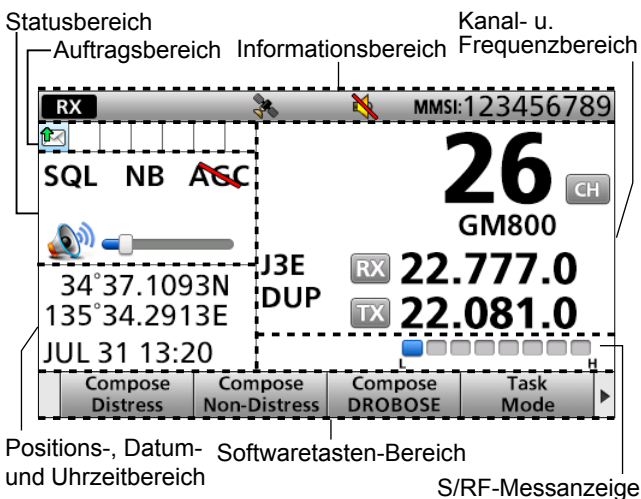 Statusbereich
Auftragsbereich
Informationsbereich
Kanal- u.
Frequenzbereich
RX
MMSI:123456789
SQL NB AGC
26 CH
GM800
J3E
DUP
RX 22.777.0
TX 22.081.0
34°37.1093N
135°34.2913E
JUL 31 13:20
L H
Compose
Distress
Compose
Non-Distress
Compose
DROBOSE
Task
Mode
Positions-, Datum-
und Uhrzeitbereich
Softwaretasten-Bereich
S/RF-Messanzeige